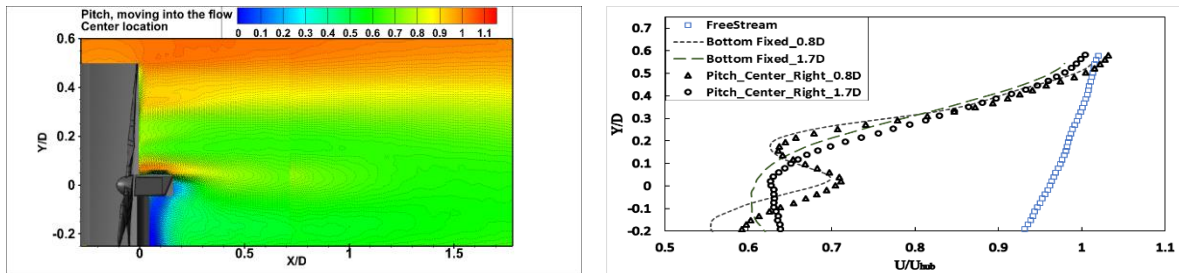 Pitch, moving into the flow
Center location
0 0.1 0.2 0.3 0.4 0.5 0.6 0.7 0.8 0.9 1 1.1
0.6
0.4
0.2
0
-0.2
Y/D
0 0.5 1 1.5
X/D
FreeStream
Bottom Fixed_0.8D
Bottom Fixed_1.7D
Pitch_Center_Right_0.8D
Pitch_Center_Right_1.7D
0.7
0.6
0.5
0.4
0.3
0.2
0.1
0
-0.1
-0.2
Y/D
0.5 0.6 0.7 0.8 0.9 1 1.1
U/Uhub